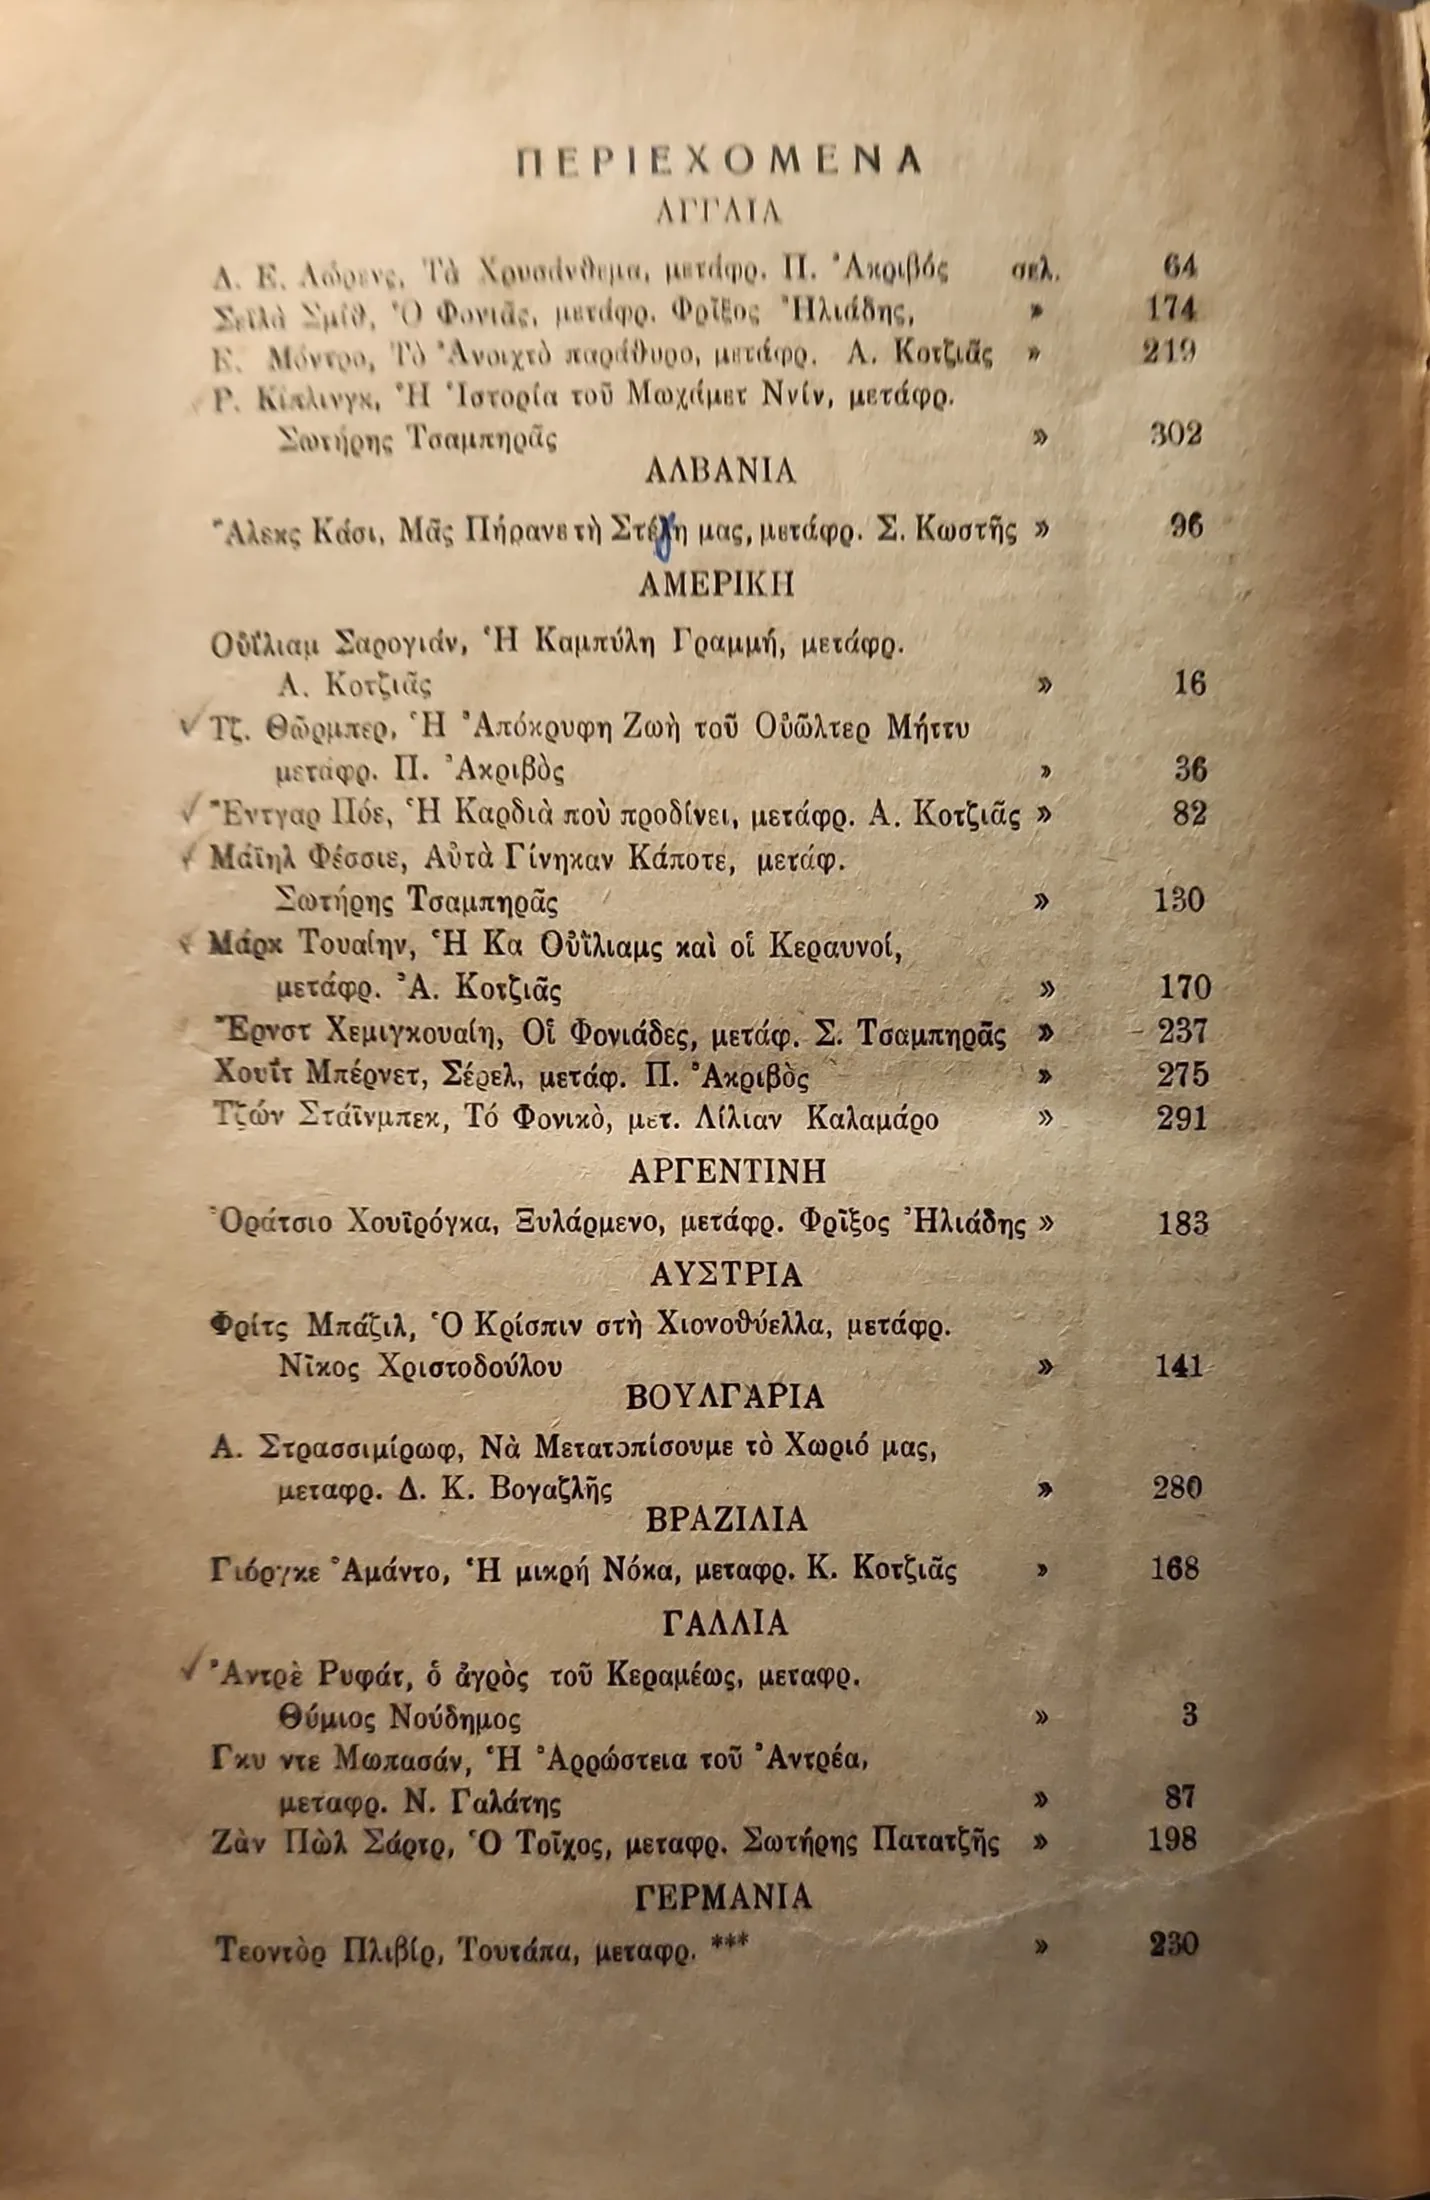 ΠΕΡΙΕΧΟΜΕΝΑ
ΑΓΓΛΙΑ
Δ. Ε. Λώρενς, Τὰ Χρυσάνθεμα, μετάφρ. Π. Ἀκριβός σελ. 64
Σεϊλὰ Σμίθ, Ὁ Φονιᾶς, μετάφρ. Φρῖξος Ἠλιάδης, » 174
Ε. Μόντρο, Τὸ Ἀνοιχτὸ παράθυρο, μετάφρ. Α. Κοτζιᾶς » 219
Ρ. Κίπλινγκ, Ἡ Ἱστορία τοῦ Μωχάμετ Ντίν, μετάφρ.
Σωτήρης Τσαμπηρᾶς » 302
ΑΛΒΑΝΙΑ
Ἄλεκς Κάσι, Μᾶς Πήρανε τὴ Στέγη μας, μετάφρ. Σ. Κωστῆς » 96
ΑΜΕΡΙΚΗ
Οὐΐλιαμ Σαρογιάν, Ἡ Καμπύλη Γραμμή, μετάφρ.
Α. Κοτζιᾶς » 16
Τζ. Θῶρμπερ, Ἡ Ἀπόκρυφη Ζωὴ τοῦ Οὐῶλτερ Μήττυ
μετάφρ. Π. Ἀκριβὸς » 36
Ἔντγαρ Πόε, Ἡ Καρδιὰ ποὺ προδίνει, μετάφρ. Α. Κοτζιᾶς » 82
Μάϊηλ Φέσσιε, Αὐτὰ Γίνηκαν Κάποτε, μετάφ.
Σωτήρης Τσαμπηρᾶς » 130
Μάρκ Τουαίην, Ἡ Κα Οὐΐλιαμς καὶ οἱ Κεραυνοί,
μετάφρ. Ἀ. Κοτζιᾶς » 170
Ἔρνστ Χεμιγκουαίη, Οἱ Φονιάδες, μετάφ. Σ. Τσαμπηρᾶς » 237
Χουΐτ Μπέρνετ, Σέρελ, μετάφ. Π. Ἀκριβὸς » 275
Τζών Στάϊνμπεκ, Τό Φονικὸ, μετ. Λίλιαν Καλαμάρο » 291
ΑΡΓΕΝΤΙΝΗ
Ὁράτσιο Χουϊρόγκα, Ξυλάρμενο, μετάφρ. Φρῖξος Ἠλιάδης » 183
ΑΥΣΤΡΙΑ
Φρίτς Μπάζιλ, Ὁ Κρίσπιν στὴ Χιονοθύελλα, μετάφρ.
Νῖκος Χριστοδούλου » 141
ΒΟΥΛΓΑΡΙΑ
Α. Στρασσιμίρωφ, Νὰ Μετατοπίσουμε τὸ Χωριό μας,
μεταφρ. Δ. Κ. Βογαζλῆς » 280
ΒΡΑΖΙΛΙΑ
Γιόργκε Ἀμάντο, Ἡ μικρή Νόκα, μεταφρ. Κ. Κοτζιᾶς » 168
ΓΑΛΛΙΑ
Ἀντρὲ Ρυφάτ, ὁ ἀγρὸς τοῦ Κεραμέως, μεταφρ.
Θύμιος Νούδημος » 3
Γκυ ντε Μωπασάν, Ἡ Ἀρρώστεια τοῦ Ἀντρέα,
μεταφρ. Ν. Γαλάτης » 87
Ζὰν Πὼλ Σάρτρ, Ὁ Τοῖχος, μεταφρ. Σωτήρης Πατατζῆς » 198
ΓΕΡΜΑΝΙΑ
Τεοντὸρ Πλιβίρ, Τουτάπα, μεταφρ. *** » 230